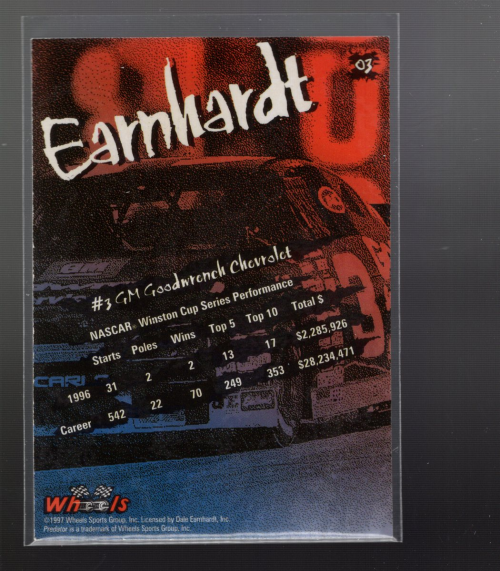 03
Earnhardt
#3 GM Goodwrench Chevrolet
NASCAR Winston Cup Series Performance
Starts Poles Wins Top 5 Top 10 Total $
1996 31 2 2 13 17 $2,285,926
Career 542 22 70 249 353 $28,234,471
Wheels
©1997 Wheels Sports Group, Inc. Licensed by Dale Earnhardt, Inc.
Predator is a trademark of Wheels Sports Group, Inc.